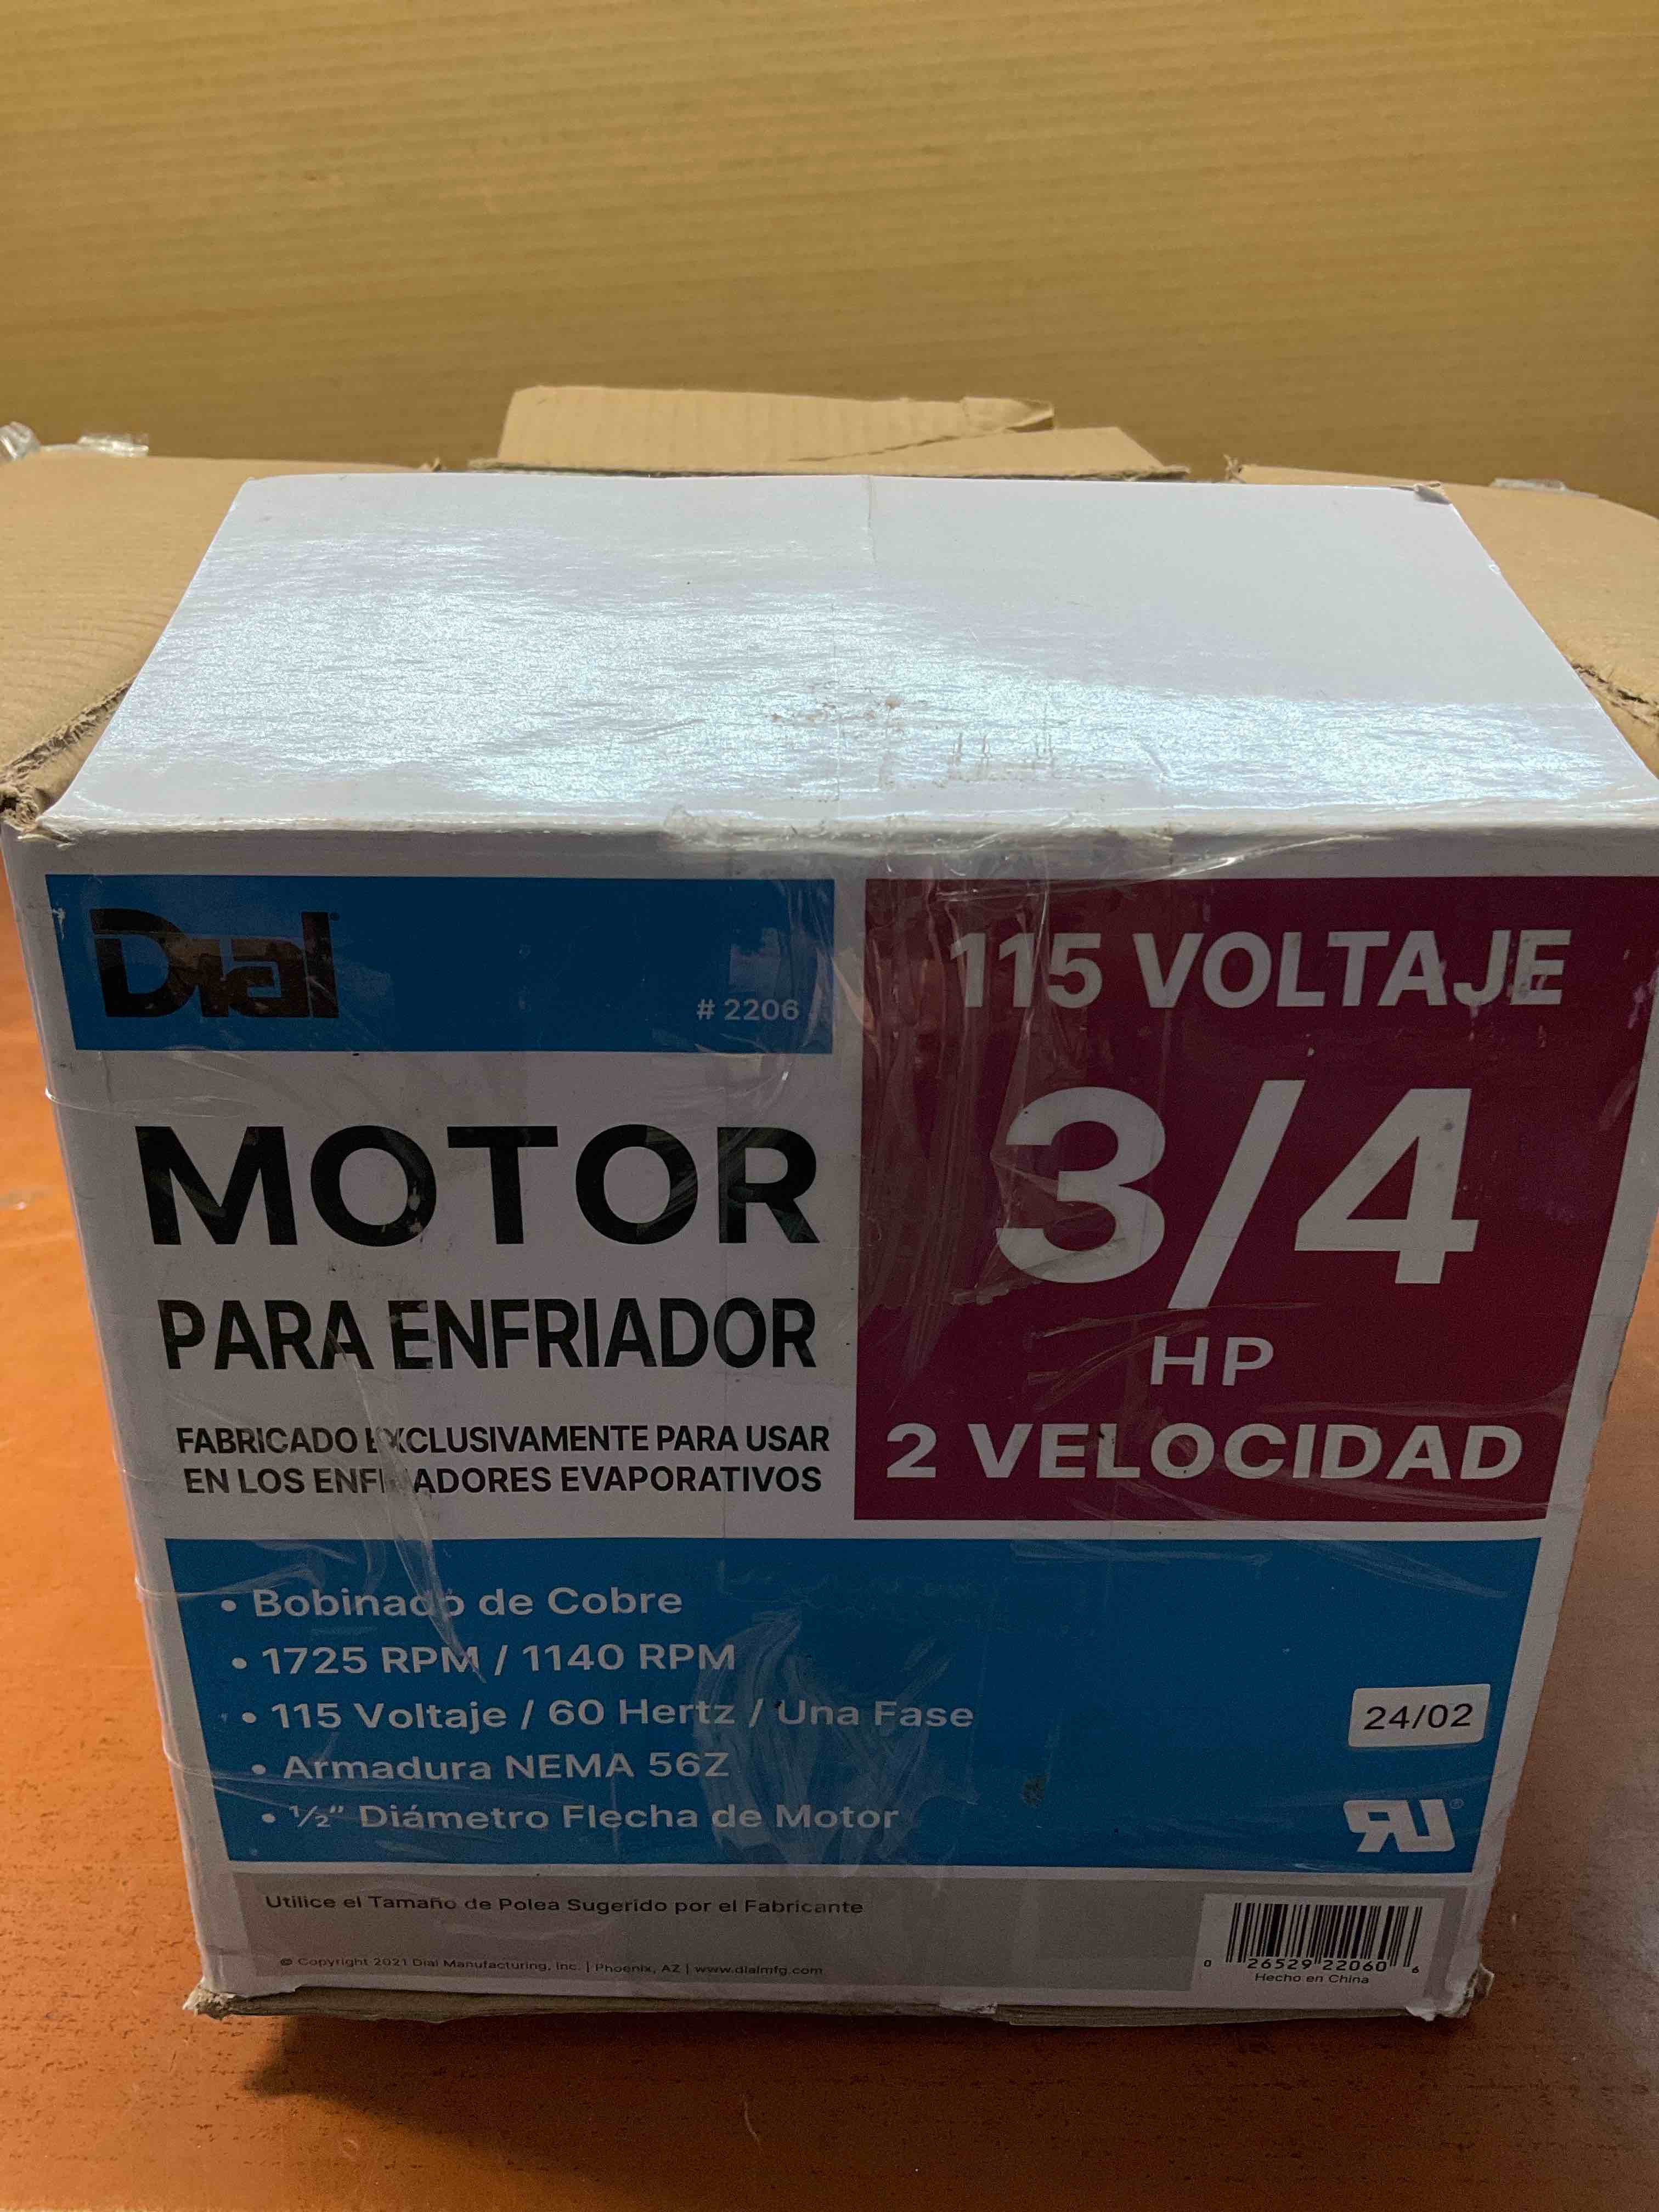 Dial
# 2206
115 VOLTAJE
3/4
HP
2 VELOCIDAD
MOTOR
PARA ENFRIADOR
FABRICADO EXCLUSIVAMENTE PARA USAR
EN LOS ENFRIADORES EVAPORATIVOS
• Bobinado de Cobre
• 1725 RPM / 1140 RPM
• 115 Voltaje / 60 Hertz / Una Fase
• Armadura NEMA 56Z
• 1/2" Diámetro Flecha de Motor
24/02
RU®
Utilice el Tamaño de Polea Sugerido por el Fabricante
© Copyright 2021 Dial Manufacturing, Inc. | Phoenix, AZ | www.dialmfg.com
0 26529 22060 6
Hecho en China